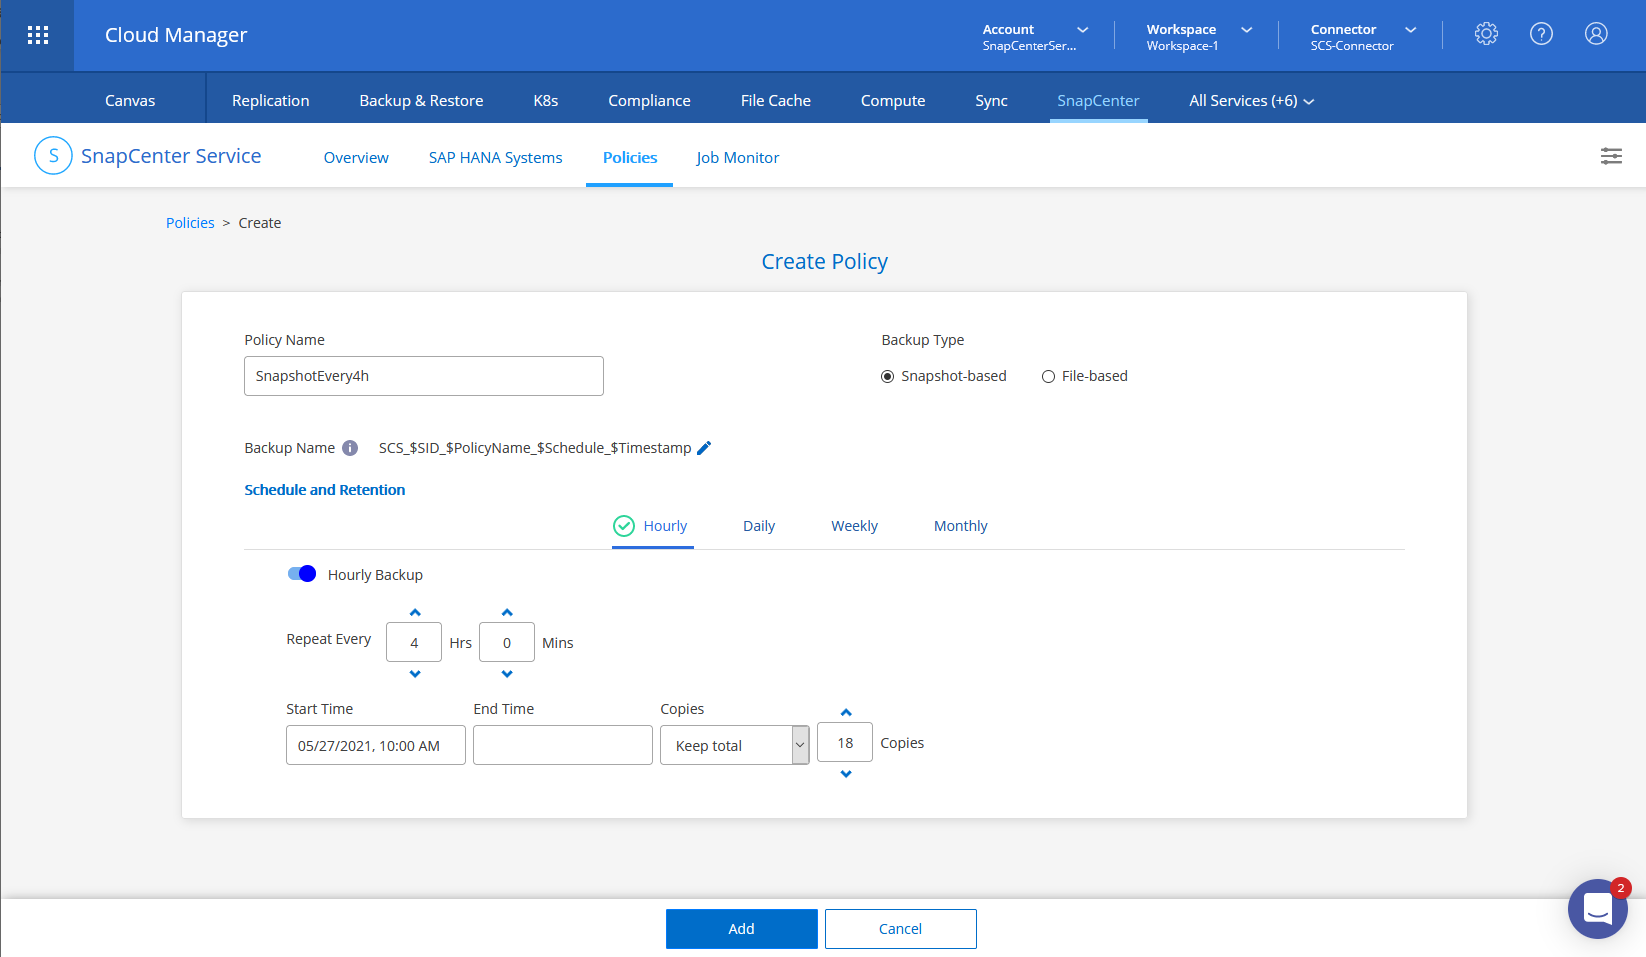 Cloud Manager
Account
SnapCenterSer...
Workspace
Workspace-1
Connector
SCS-Connector
?
Canvas
Replication
Backup & Restore
K8s
Compliance
File Cache
Compute
Sync
SnapCenter
All Services (+6)
S
SnapCenter Service
Overview
SAP HANA Systems
Policies
Job Monitor
Policies > Create
Create Policy
Policy Name
SnapshotEvery4h
Backup Type
Snapshot-based
File-based
Backup Name i SCS_$SID_$PolicyName_$Schedule_$Timestamp
Schedule and Retention
Hourly
Daily
Weekly
Monthly
Hourly Backup
Repeat Every 4 Hrs 0 Mins
Start Time
End Time
Copies
05/27/2021, 10:00 AM
Keep total
18 Copies
2
Add
Cancel